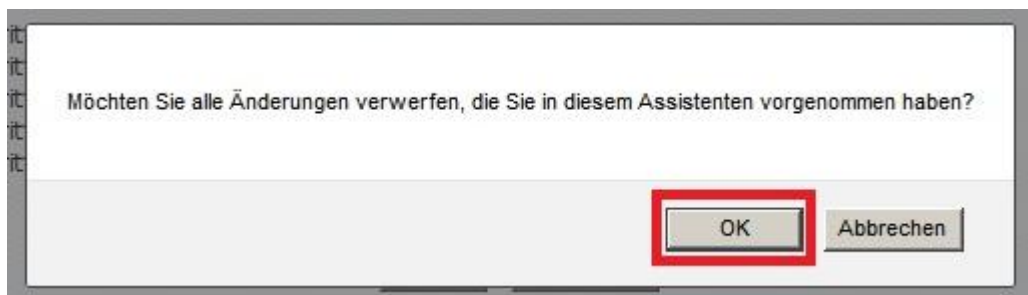 Möchten Sie alle Änderungen verwerfen, die Sie in diesem Assistenten vorgenommen haben?
OK
Abbrechen